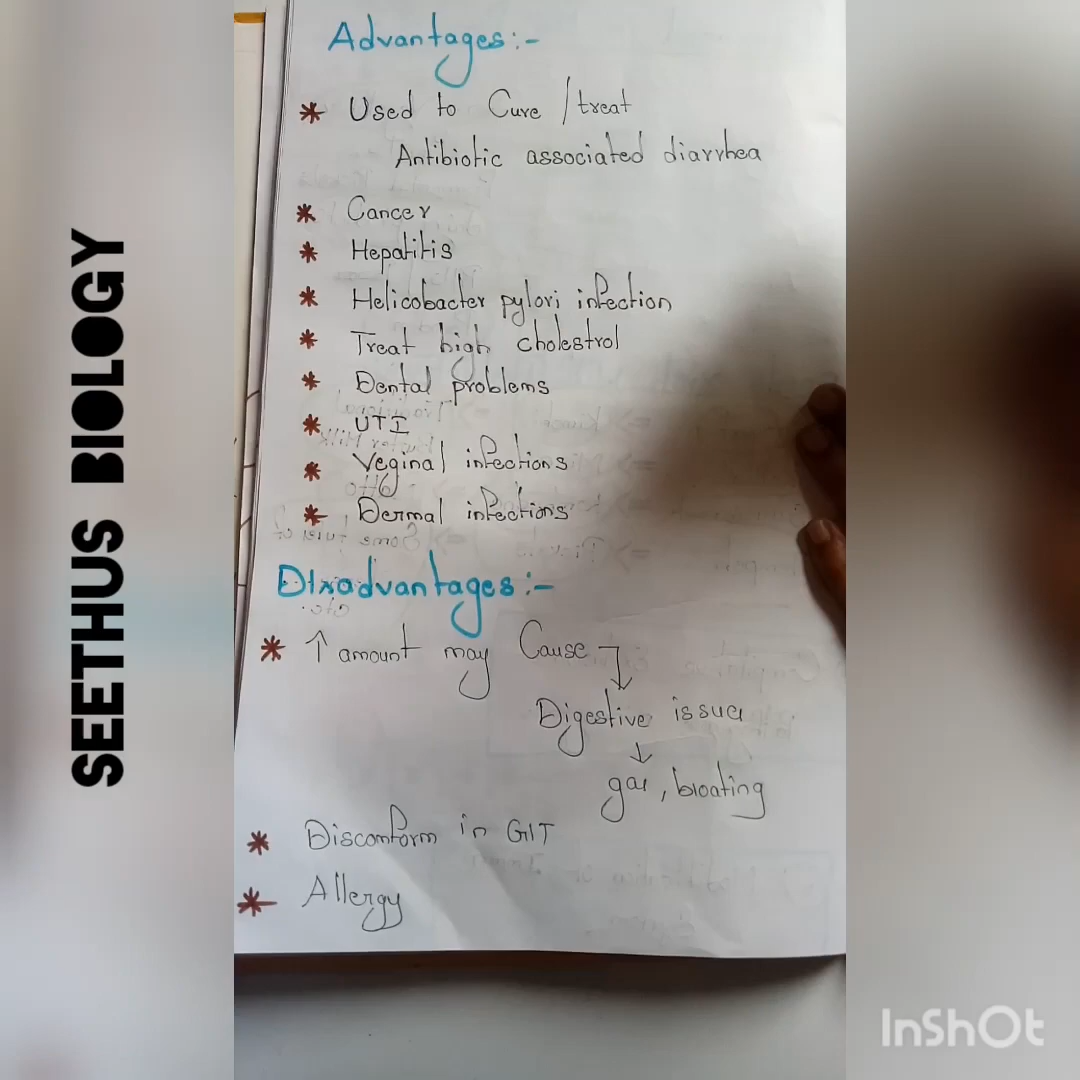 Advantages:-
* Used to Cure / treat
Antibiotic associated diarrhea
* Cancer
* Hepatitis
* Helicobacter pylori infection
* Treat high cholestrol
* Dental problems
* UTI
* Veginal infections
* Dermal infections
Disadvantages:-
* ↑ amount may Cause
Digestive issues
gas, bloating
* Discomform in GIT
* Allergy
SEETHUS BIOLOGY
InShOt